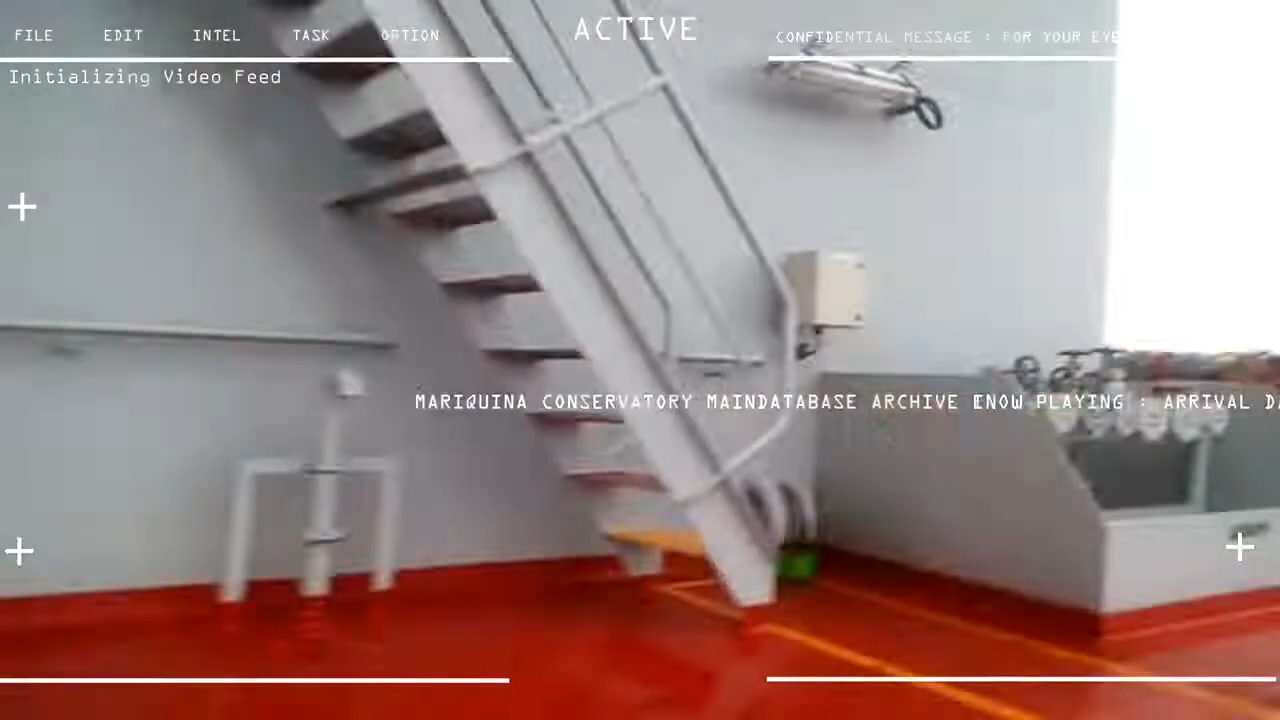 FILE EDIT INTEL TASK OPTION
ACTIVE
CONFIDENTIAL MESSAGE : FOR YOUR EYE
Initializing Video Feed
MARIQUINA CONSERVATORY MAINDATABASE ARCHIVE NOW PLAYING : ARRIVAL